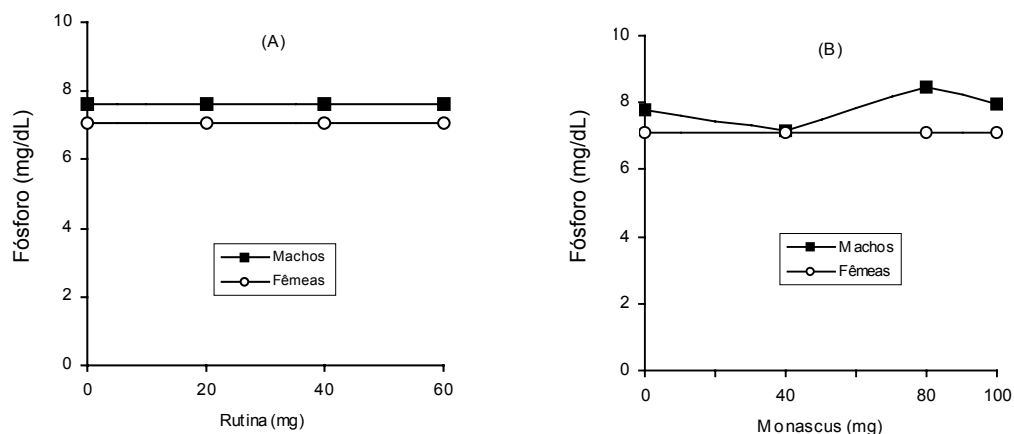 (A)
Fósforo (mg/dL)
10
8
6
4
2
0
0 20 40 60
Rutina (mg)
Machos
Fêmeas
(B)
Fósforo (mg/dL)
10
8
6
4
2
0
0 40 80 100
Monascus (mg)
Machos
Fêmeas